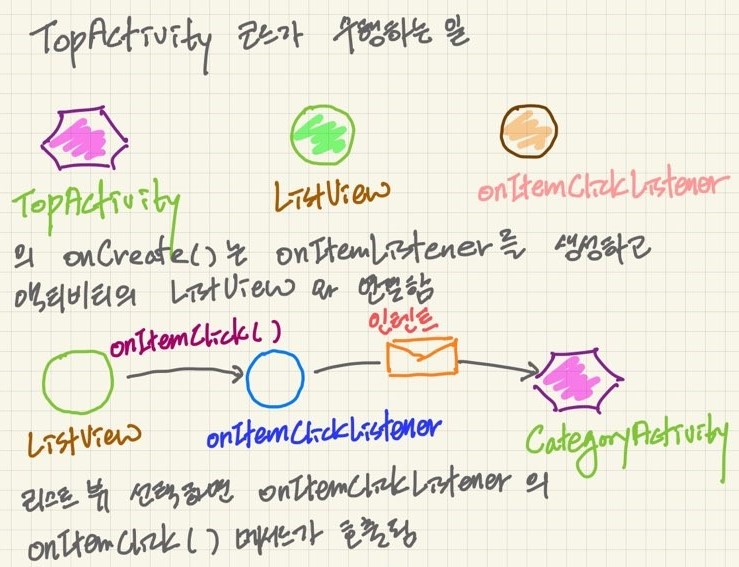 TopActivity 코드가 수행하는 일
TopActivity
ListView
onItemClickListener
의 onCreate()는 onItemListener를 생성하고
액티비티의 ListView 와 연결함
onItemClick()
인텐트
ListView
onItemClickListener
CategoryActivity
리스트 뷰 선택하면 onItemClickListener 의
onItemClick() 메서드가 호출됨